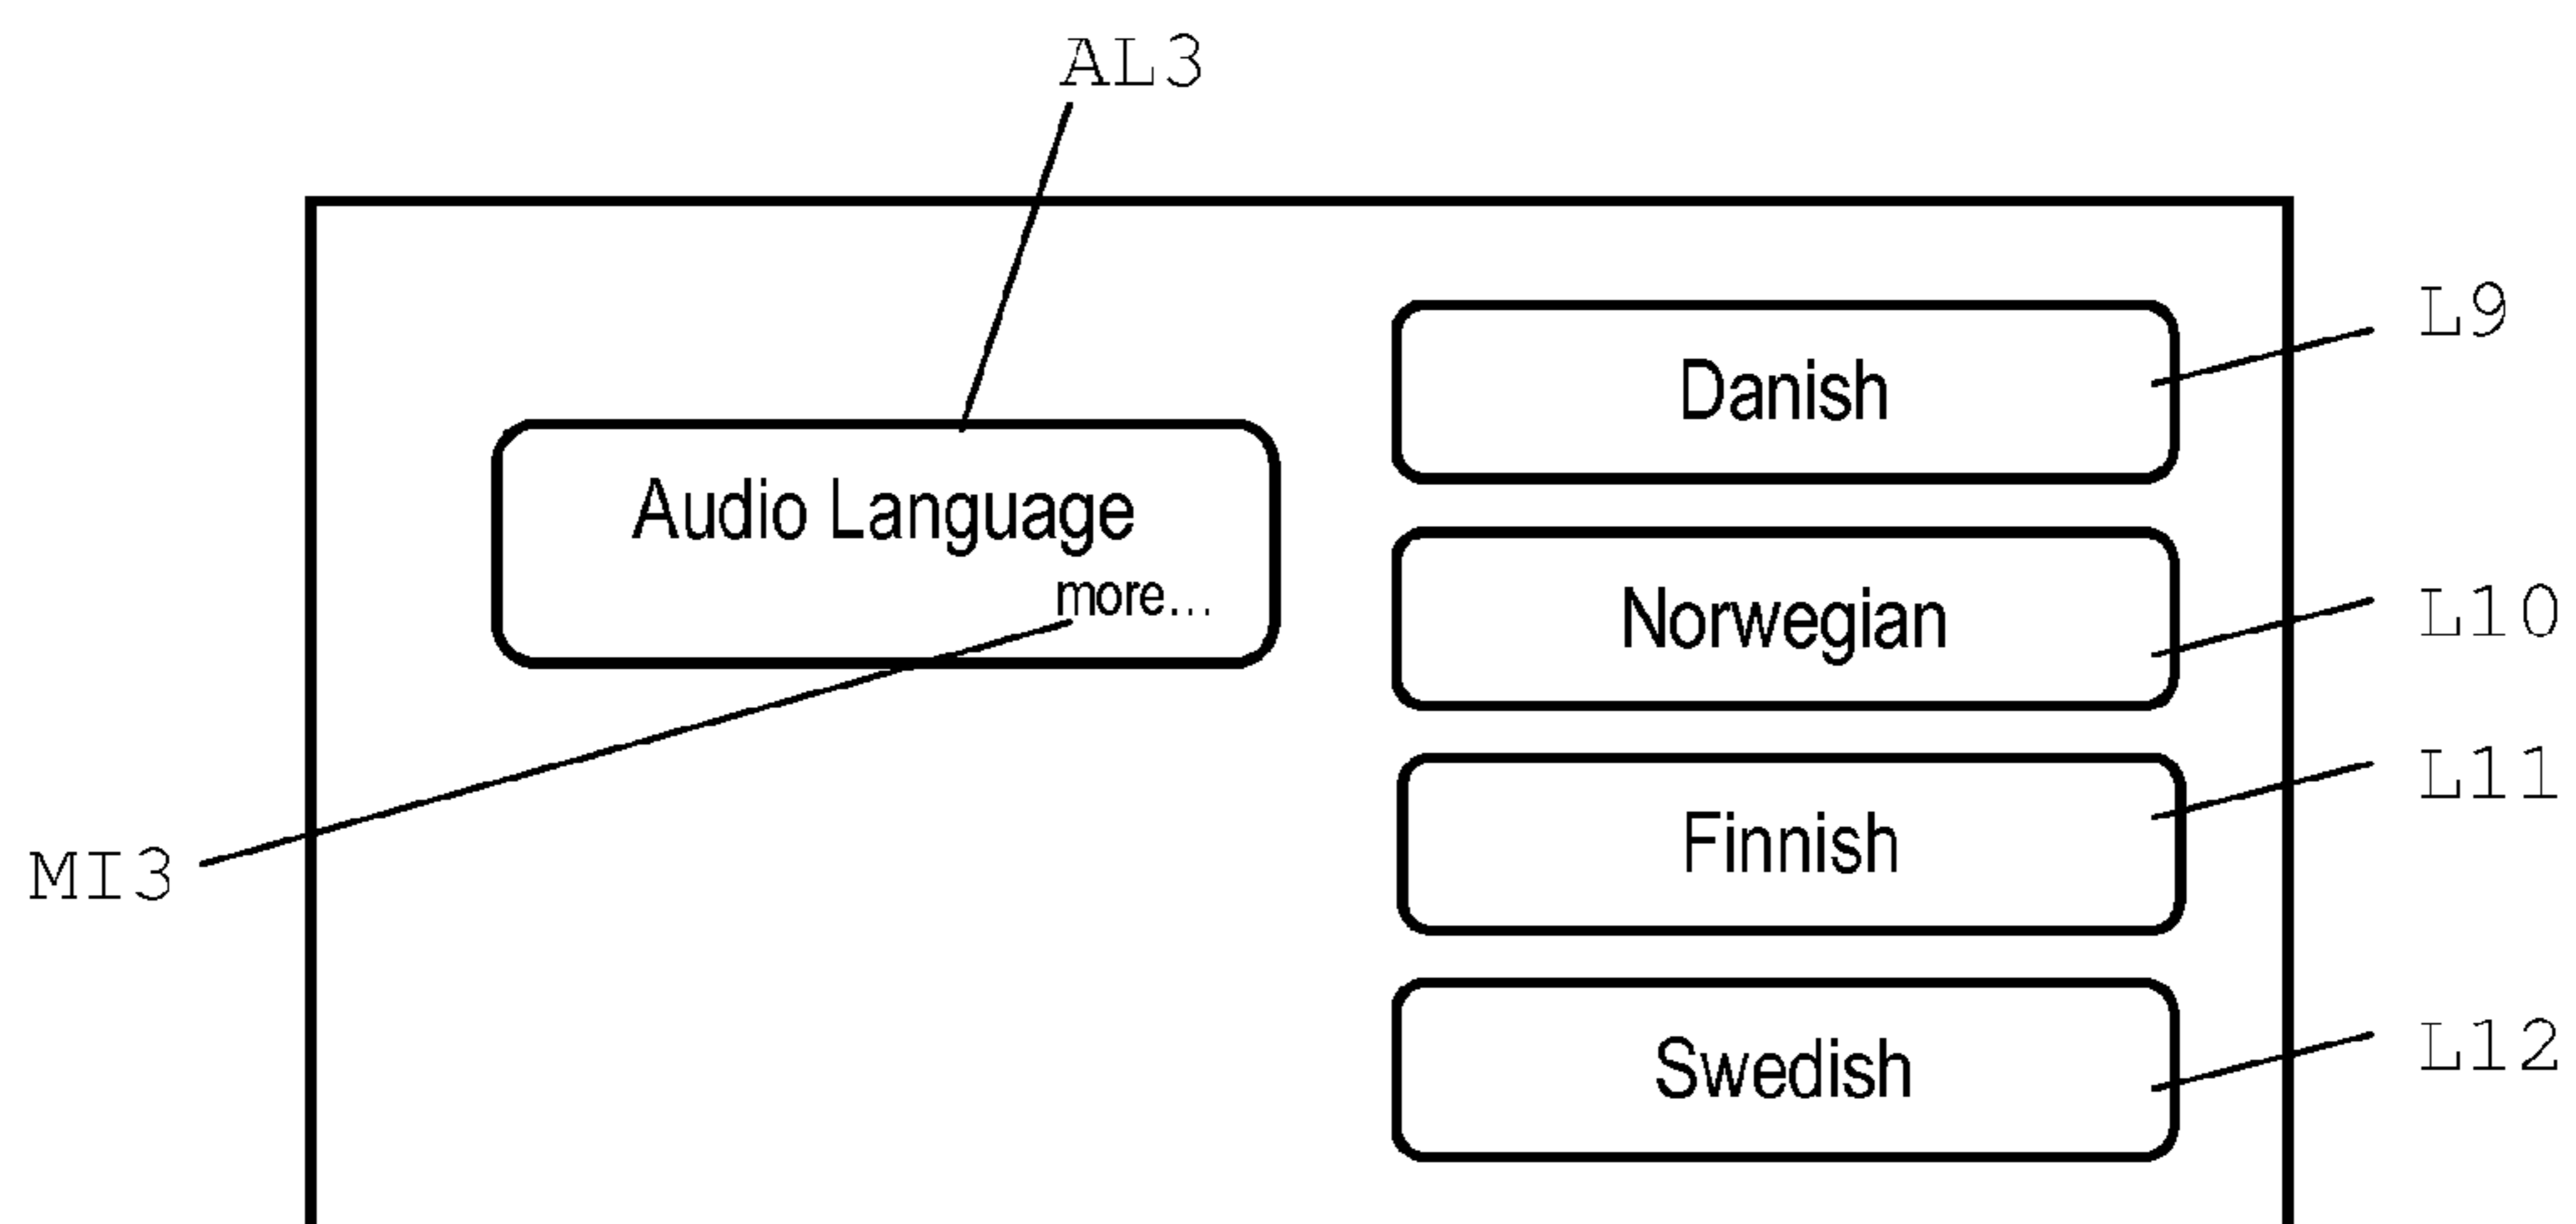 AL3
L9
Danish
Audio Language
more...
L10
Norwegian
L11
Finnish
MI3
L12
Swedish